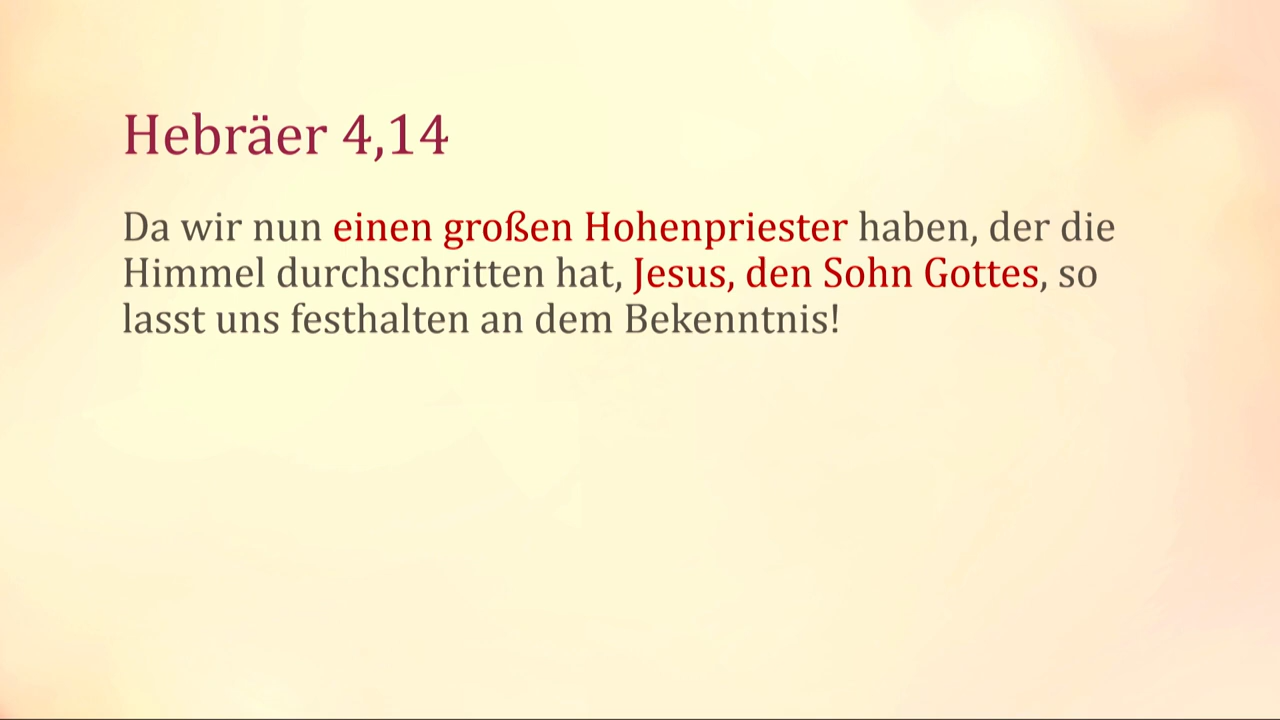 Hebräer 4,14
Da wir nun einen großen Hohenpriester haben, der die
Himmel durchschritten hat, Jesus, den Sohn Gottes, so
lasst uns festhalten an dem Bekenntnis!